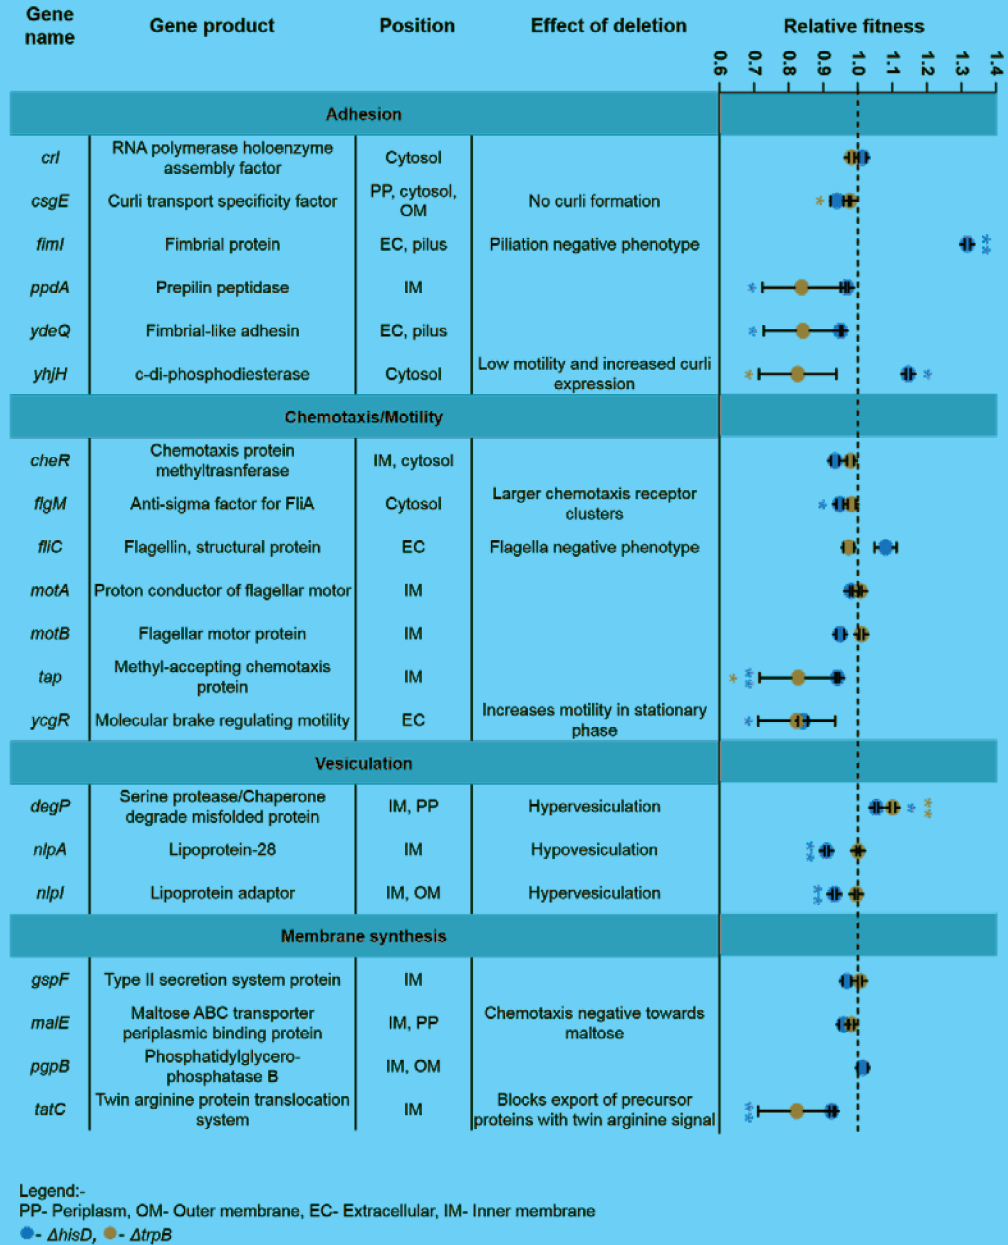 Gene name
Gene product
Position
Effect of deletion
Relative fitness
0.6 0.7 0.8 0.9 1.0 1.1 1.2 1.3 1.4
Adhesion
crl RNA polymerase holoenzyme assembly factor Cytosol
csgE Curli transport specificity factor PP, cytosol, OM No curli formation *
fimI Fimbrial protein EC, pilus Piliation negative phenotype **
ppdA Prepilin peptidase IM *
ydeQ Fimbrial-like adhesin EC, pilus *
yhjH c-di-phosphodiesterase Cytosol Low motility and increased curli expression * *
Chemotaxis/Motility
cheR Chemotaxis protein methyltrasnferase IM, cytosol
flgM Anti-sigma factor for FliA Cytosol Larger chemotaxis receptor clusters *
fliC Flagellin, structural protein EC Flagella negative phenotype
motA Proton conductor of flagellar motor IM
motB Flagellar motor protein IM
tap Methyl-accepting chemotaxis protein IM * **
ycgR Molecular brake regulating motility EC Increases motility in stationary phase *
Vesiculation
degP Serine protease/Chaperone degrade misfolded protein IM, PP Hypervesiculation * **
nlpA Lipoprotein-28 IM Hypovesiculation **
nlpI Lipoprotein adaptor IM, OM Hypervesiculation **
Membrane synthesis
gspF Type II secretion system protein IM
malE Maltose ABC transporter periplasmic binding protein IM, PP Chemotaxis negative towards maltose
pgpB Phosphatidylglycero-phosphatase B IM, OM
tatC Twin arginine protein translocation system IM Blocks export of precursor proteins with twin arginine signal **
Legend:-
PP- Periplasm, OM- Outer membrane, EC- Extracellular, IM- Inner membrane
- ΔhisD, - ΔtrpB